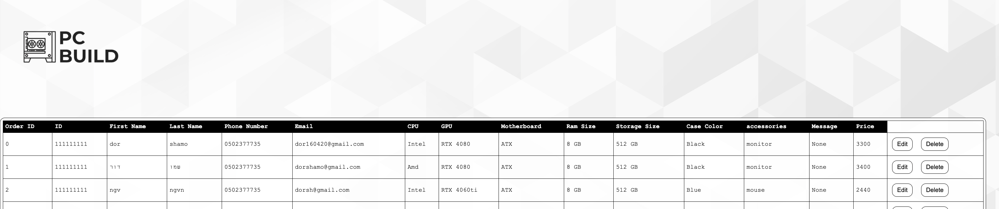 PC
BUILD
Order ID ID First Name Last Name Phone Number Email CPU GPU Motherboard Ram Size Storage Size Case Color accessories Message Price
0 111111111 dor shamo 0502377735 dor160420@gmail.com Intel RTX 4080 ATX 8 GB 512 GB Black monitor None 3300 Edit Delete
1 111111111 דור שמו 0502377735 dorshamo@gmail.com Amd RTX 4080 ATX 8 GB 512 GB Black monitor None 3400 Edit Delete
2 111111111 ngv ngvn 0502377735 dorsh@gmail.com Intel RTX 4060ti ATX 8 GB 512 GB Blue mouse None 2440 Edit Delete